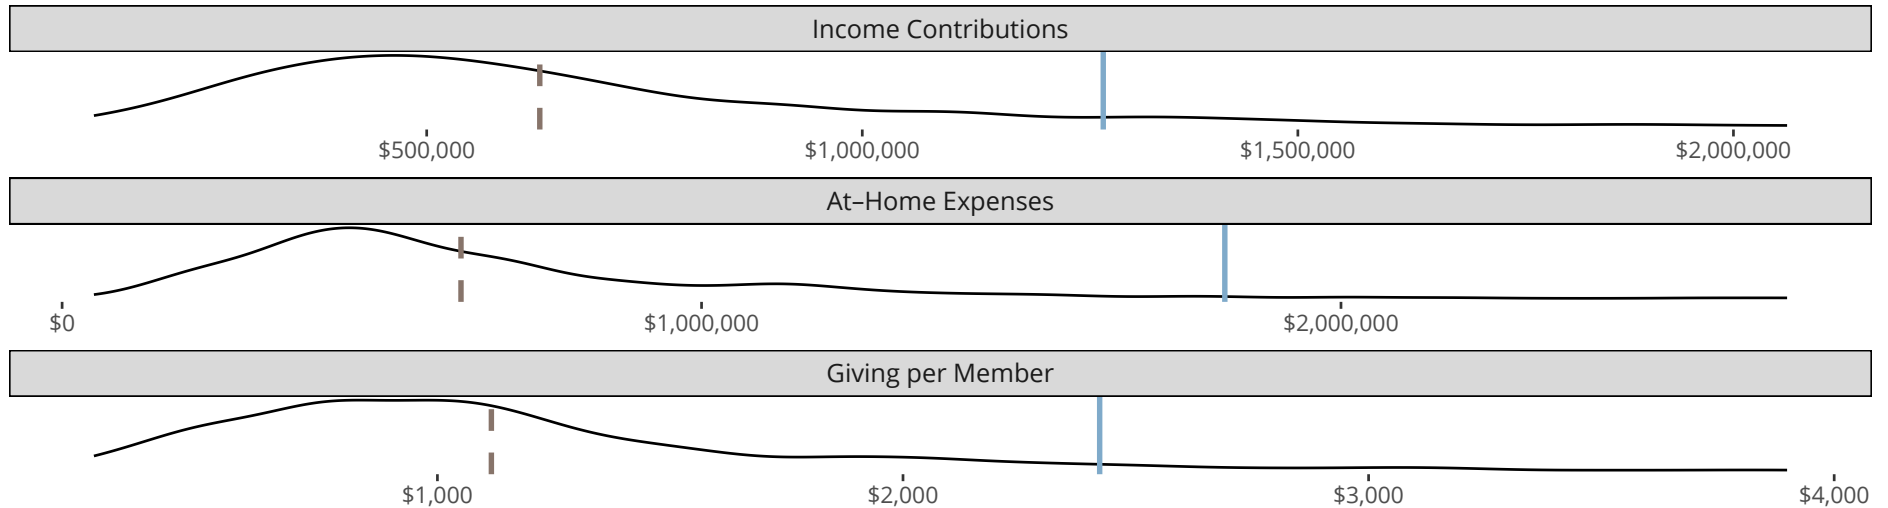 Income Contributions
$500,000 $1,000,000 $1,500,000 $2,000,000
At–Home Expenses
$0 $1,000,000 $2,000,000
Giving per Member
$1,000 $2,000 $3,000 $4,000